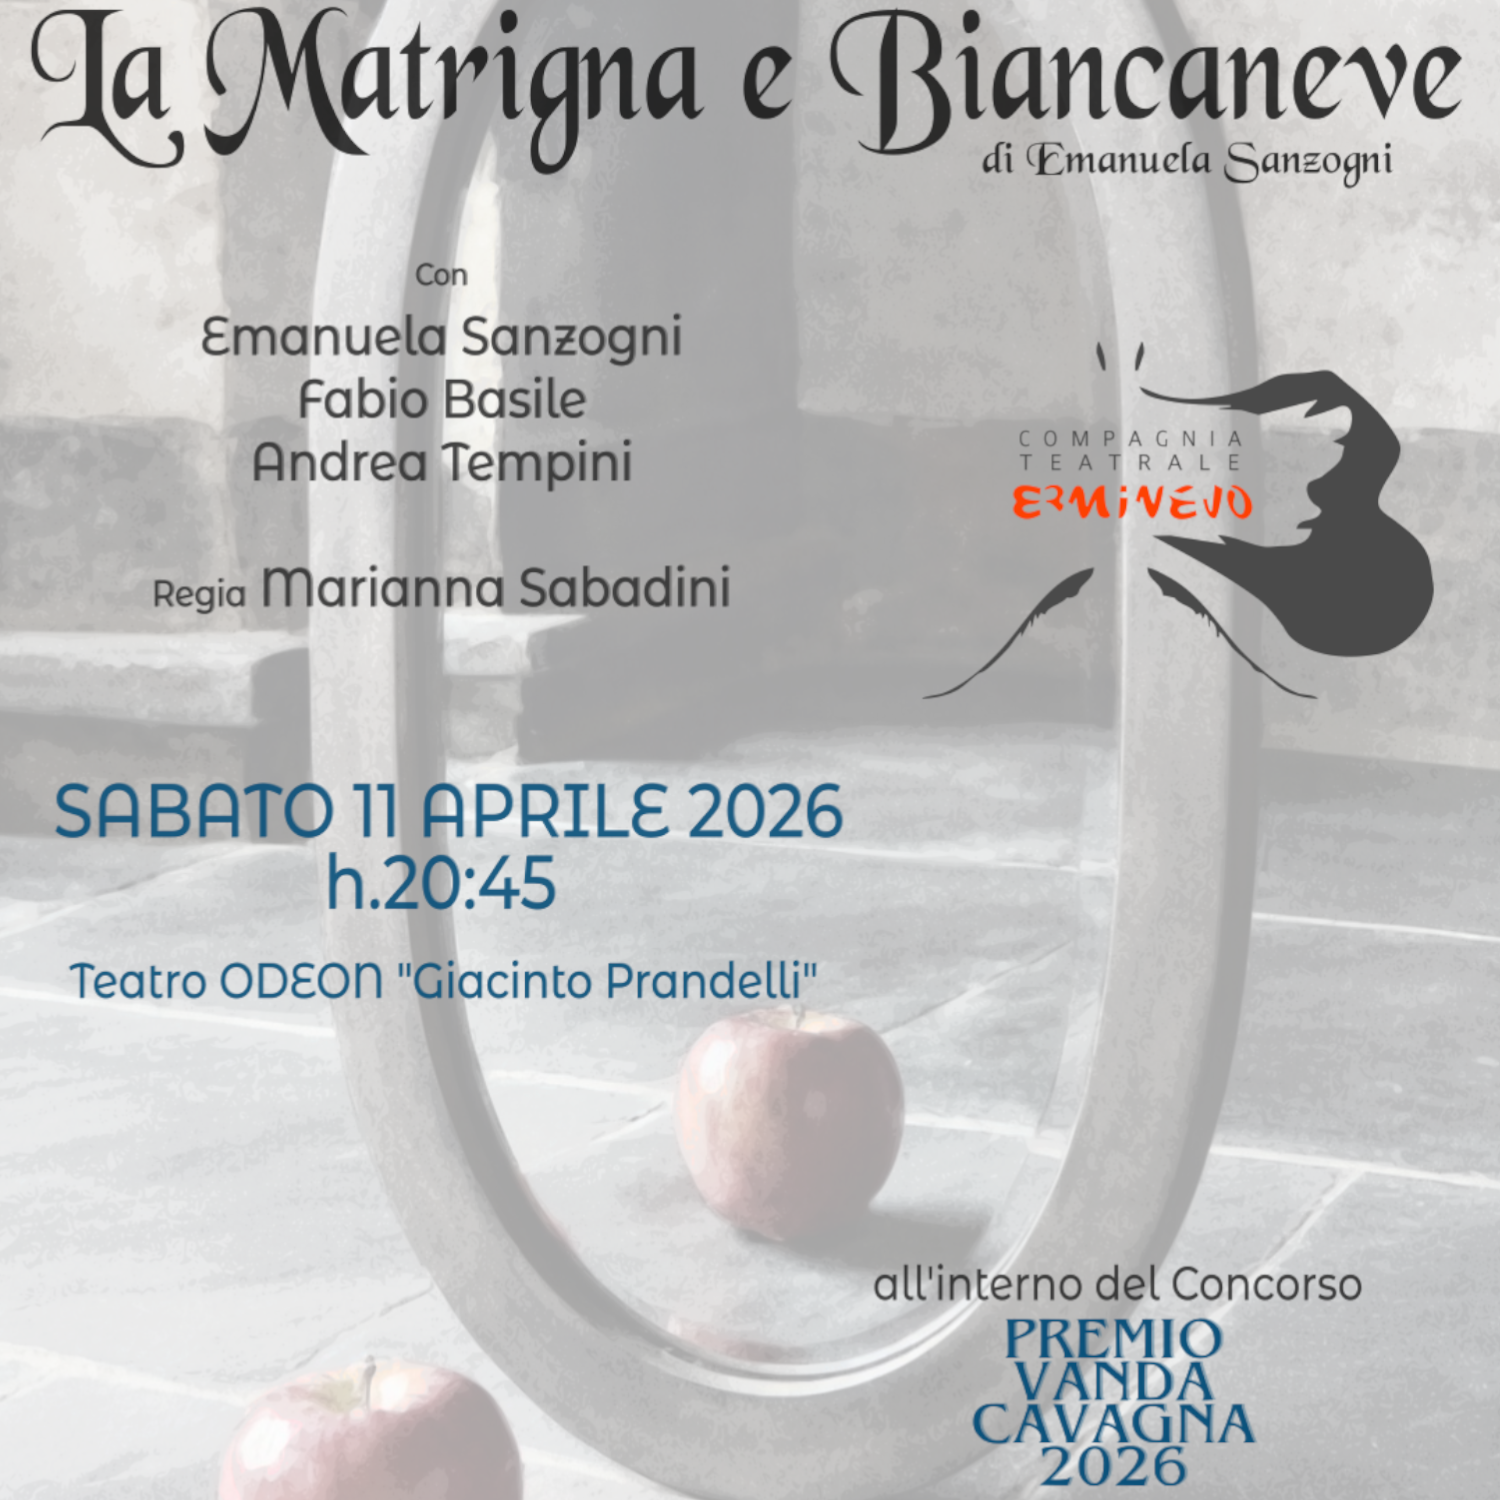 La Matrigna e Biancaneve
di Emanuela Sanzogni
Con
Emanuela Sanzogni
Fabio Basile
Andrea Tempini
Regia Marianna Sabadini
COMPAGNIA
TEATRALE
ERMiNEJO
SABATO 11 APRILE 2026
h.20:45
Teatro ODEON "Giacinto Prandelli"
all'interno del Concorso
PREMIO
VANDA
CAVAGNA
2026